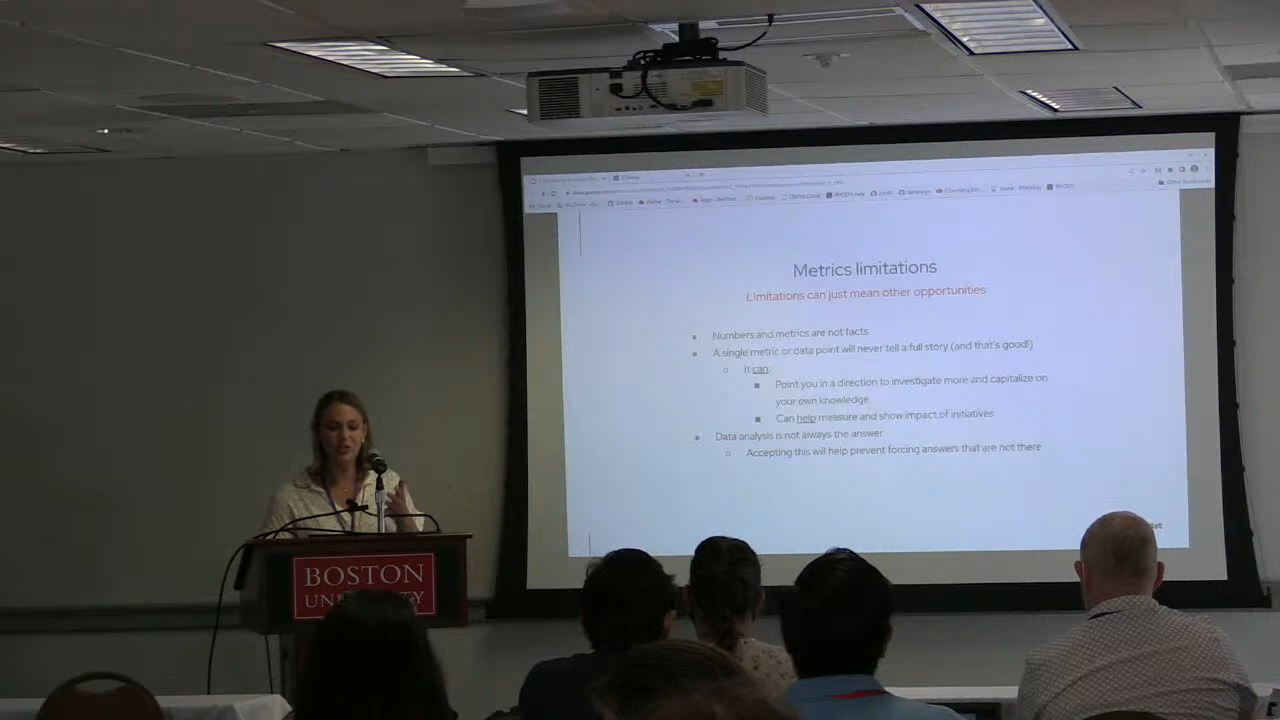 Other bookmarks
GitHub
Metrics limitations
LImitations can just mean other opportunities
Numbers and metrics are not facts
A single metric or data point will never tell a full story (and that's good!)
It can:
Point you in a direction to investigate more and capitalize on
your own knowledge
Can help measure and show impact of initiatives
Data analysis is not always the answer
Accepting this will help prevent forcing answers that are not there
BOSTON